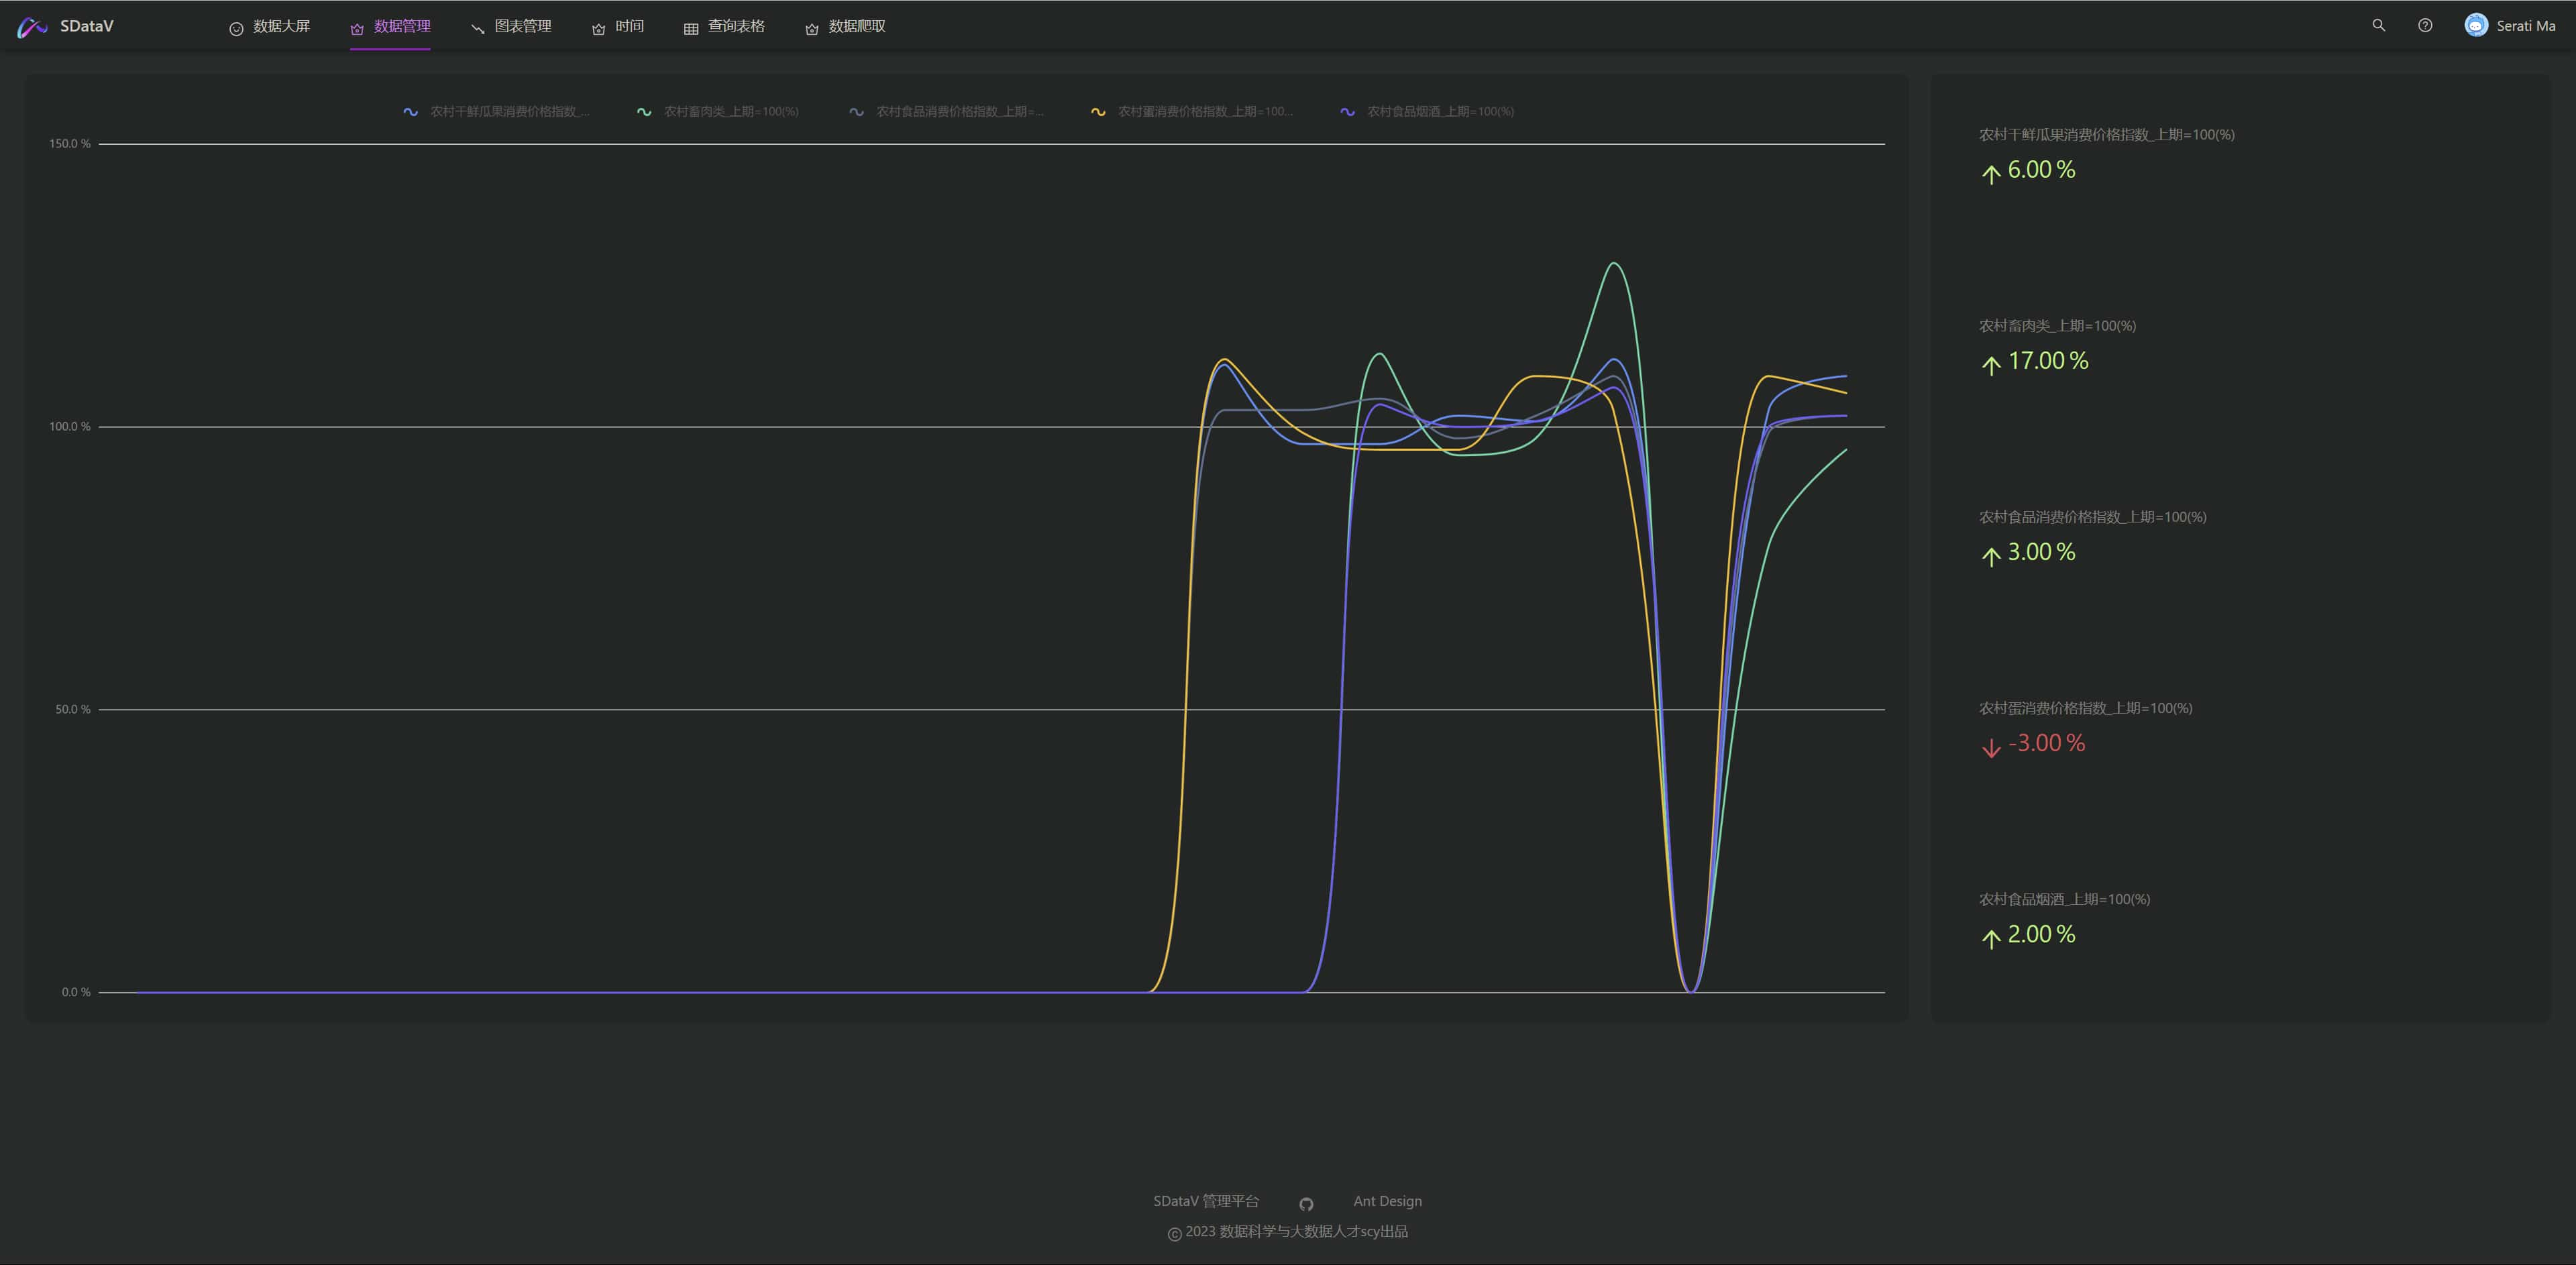 SDataV 数据大屏 数据管理 图表管理 时间 查询表格 数据爬取 Serati Ma
农村干鲜瓜果消费价格指数_... 农村畜肉类_上期=100(%) 农村食品消费价格指数_上期=... 农村蛋消费价格指数_上期=100... 农村食品烟酒_上期=100(%)
150.0 %
100.0 %
50.0 %
0.0 %
农村干鲜瓜果消费价格指数_上期=100(%)
6.00 %
农村畜肉类_上期=100(%)
17.00 %
农村食品消费价格指数_上期=100(%)
3.00 %
农村蛋消费价格指数_上期=100(%)
-3.00 %
农村食品烟酒_上期=100(%)
2.00 %
SDataV 管理平台 Ant Design
© 2023 数据科学与大数据人才scy出品